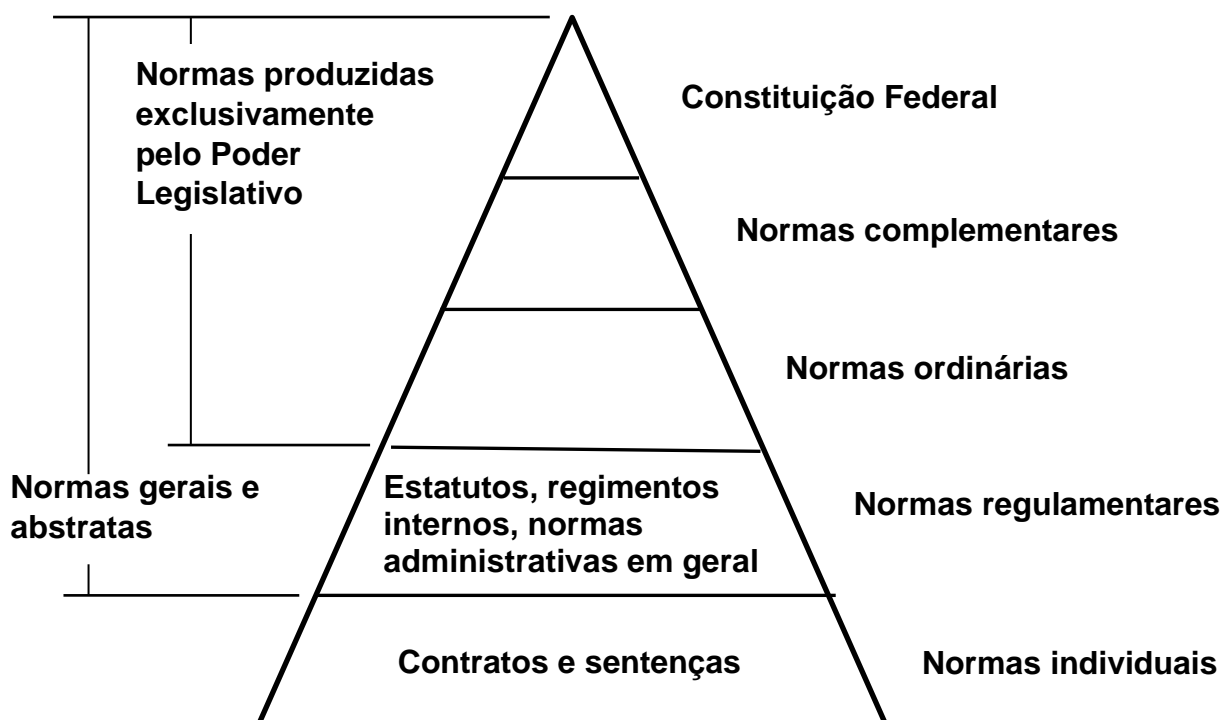 Normas produzidas
exclusivamente
pelo Poder
Legislativo
Constituição Federal
Normas complementares
Normas ordinárias
Normas gerais e
abstratas
Estatutos, regimentos
internos, normas
administrativas em geral
Normas regulamentares
Contratos e sentenças
Normas individuais